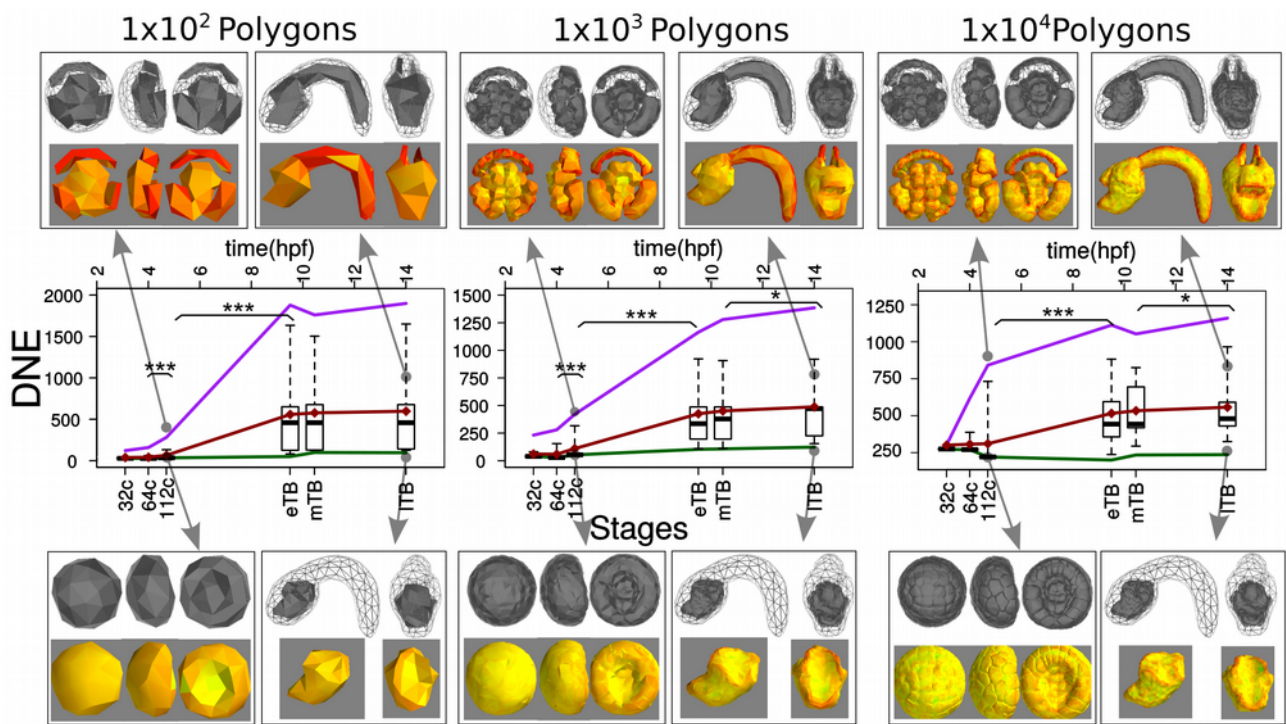 1x10² Polygons
1x10³ Polygons
1x10⁴Polygons
time(hpf)
time(hpf)
time(hpf)
2 4 6 8 10 12 14
2 4 6 8 10 12 14
2 4 6 8 10 12 14
DNE
2000
1500
1000
500
0
***
***
32c
64c
112c
eTB
mTB
lTB
1500
1250
1000
750
500
250
0
***
***
*
32c
64c
112c
eTB
mTB
lTB
1250
1000
750
500
250
***
*
32c
64c
112c
eTB
mTB
lTB
Stages